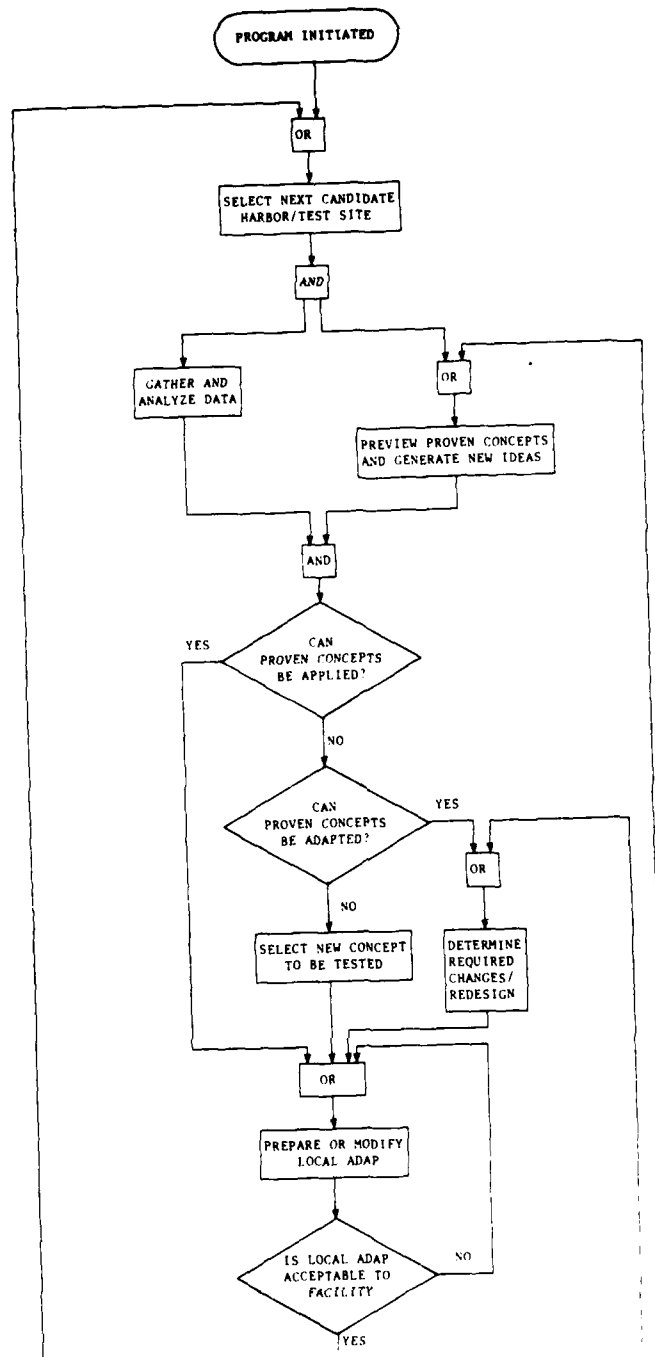 PROGRAM INITIATED
OR
SELECT NEXT CANDIDATE
HARBOR/TEST SITE
AND
GATHER AND
ANALYZE DATA
OR
PREVIEW PROVEN CONCEPTS
AND GENERATE NEW IDEAS
AND
YES
CAN
PROVEN CONCEPTS
BE APPLIED?
NO
CAN
PROVEN CONCEPTS
BE ADAPTED?
YES
OR
NO
SELECT NEW CONCEPT
TO BE TESTED
DETERMINE
REQUIRED
CHANGES/
REDESIGN
OR
PREPARE OR MODIFY
LOCAL ADAP
IS LOCAL ADAP
ACCEPTABLE TO
FACILITY
NO
YES